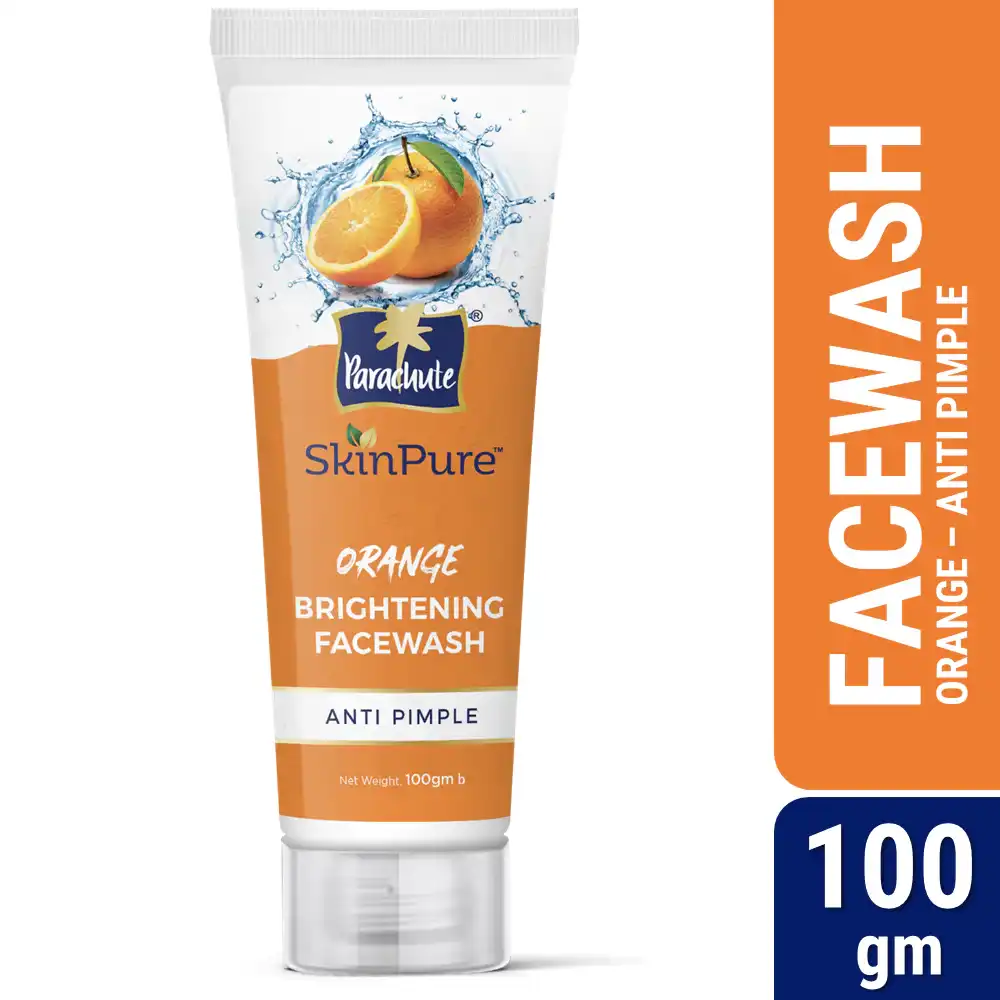 Parachute ®
SkinPure™
ORANGE
BRIGHTENING
FACEWASH
ANTI PIMPLE
Net Weight. 100gm b
FACEWASH
ORANGE – ANTI PIMPLE
100
gm